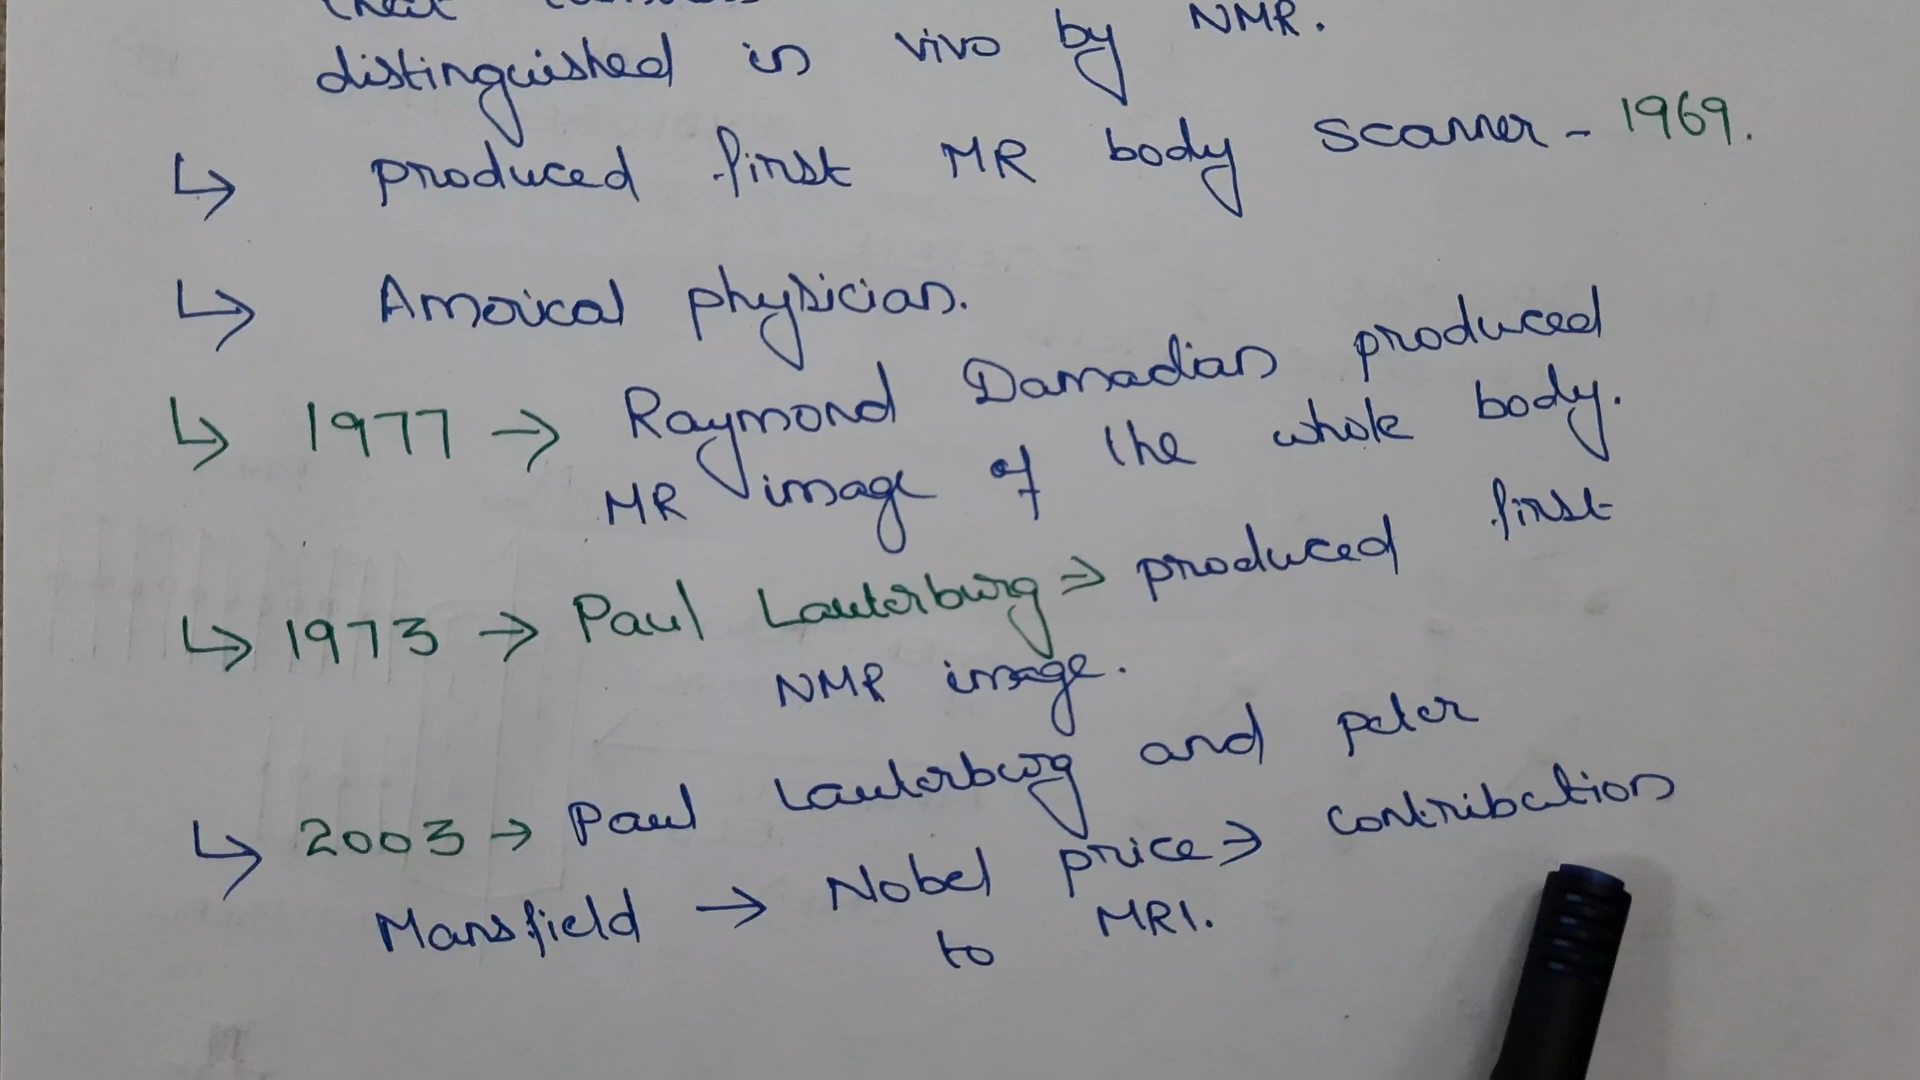 distinguished in vivo by NMR.
↳ produced first MR body scanner - 1969.
↳ Americal physician.
↳ 1977 → Raymond Damadian produced
MR image of the whole body.
↳ 1973 → Paul Lauterburg ⇒ produced first
NMR image.
↳ 2003 → Paul Lauterburg and peter
Mansfield → Nobel price ⇒ contribution
to MRI.